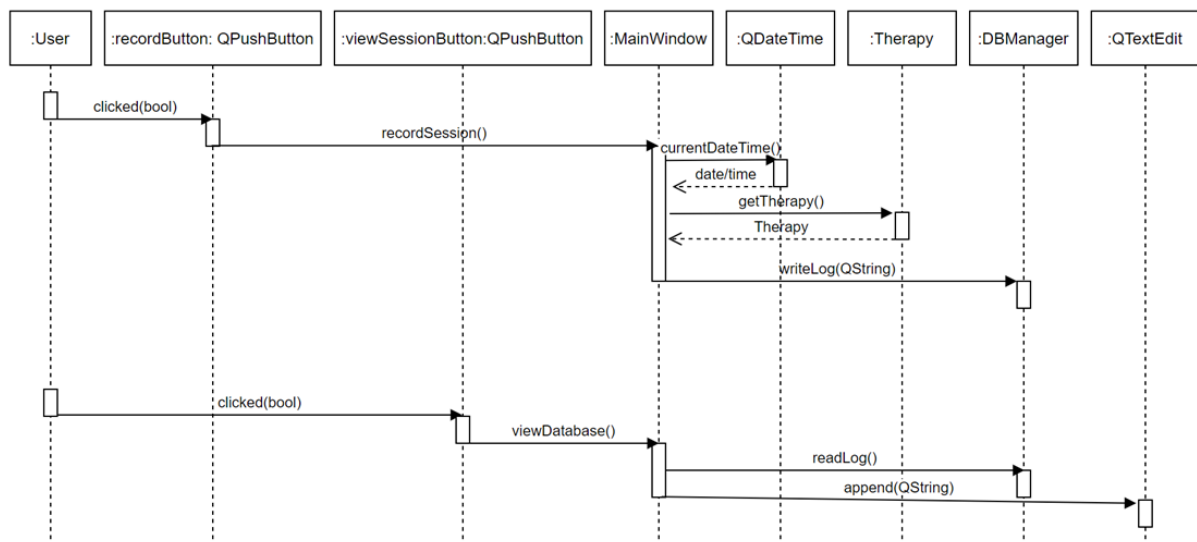 :User
:recordButton: QPushButton
:viewSessionButton:QPushButton
:MainWindow
:QDateTime
:Therapy
:DBManager
:QTextEdit
clicked(bool)
recordSession()
currentDateTime()
date/time
getTherapy()
Therapy
writeLog(QString)
clicked(bool)
viewDatabase()
readLog()
append(QString)